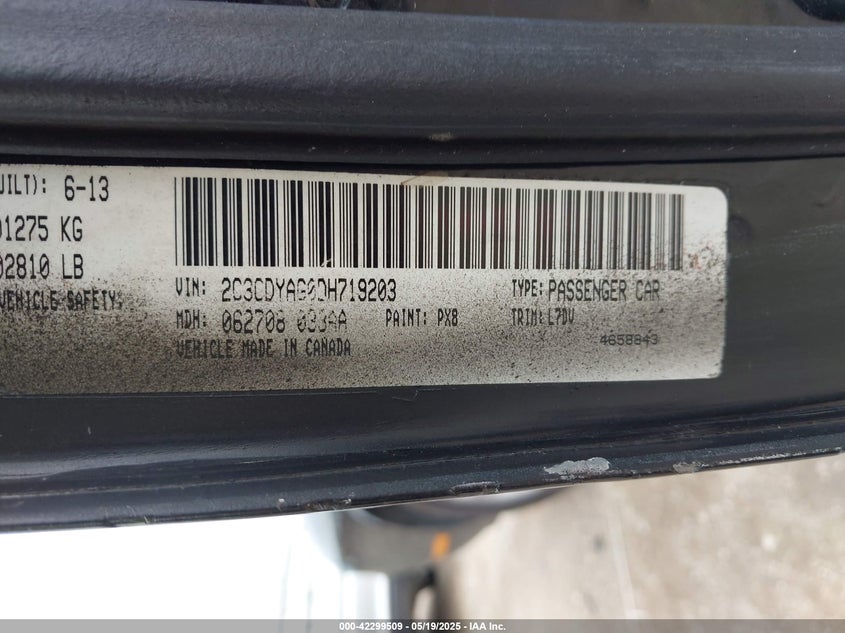 UILT): 6-13
01275 KG
02810 LB
VEHICLE SAFETY.
VIN: 2C3CDYAG0DH719203
TYPE: PASSENGER CAR
MDH: 062708 033AA
PAINT: PX8
TRIM: L7DV
VEHICLE MADE IN CANADA
4658843
000-42299509 - 05/19/2025 - IAA Inc.